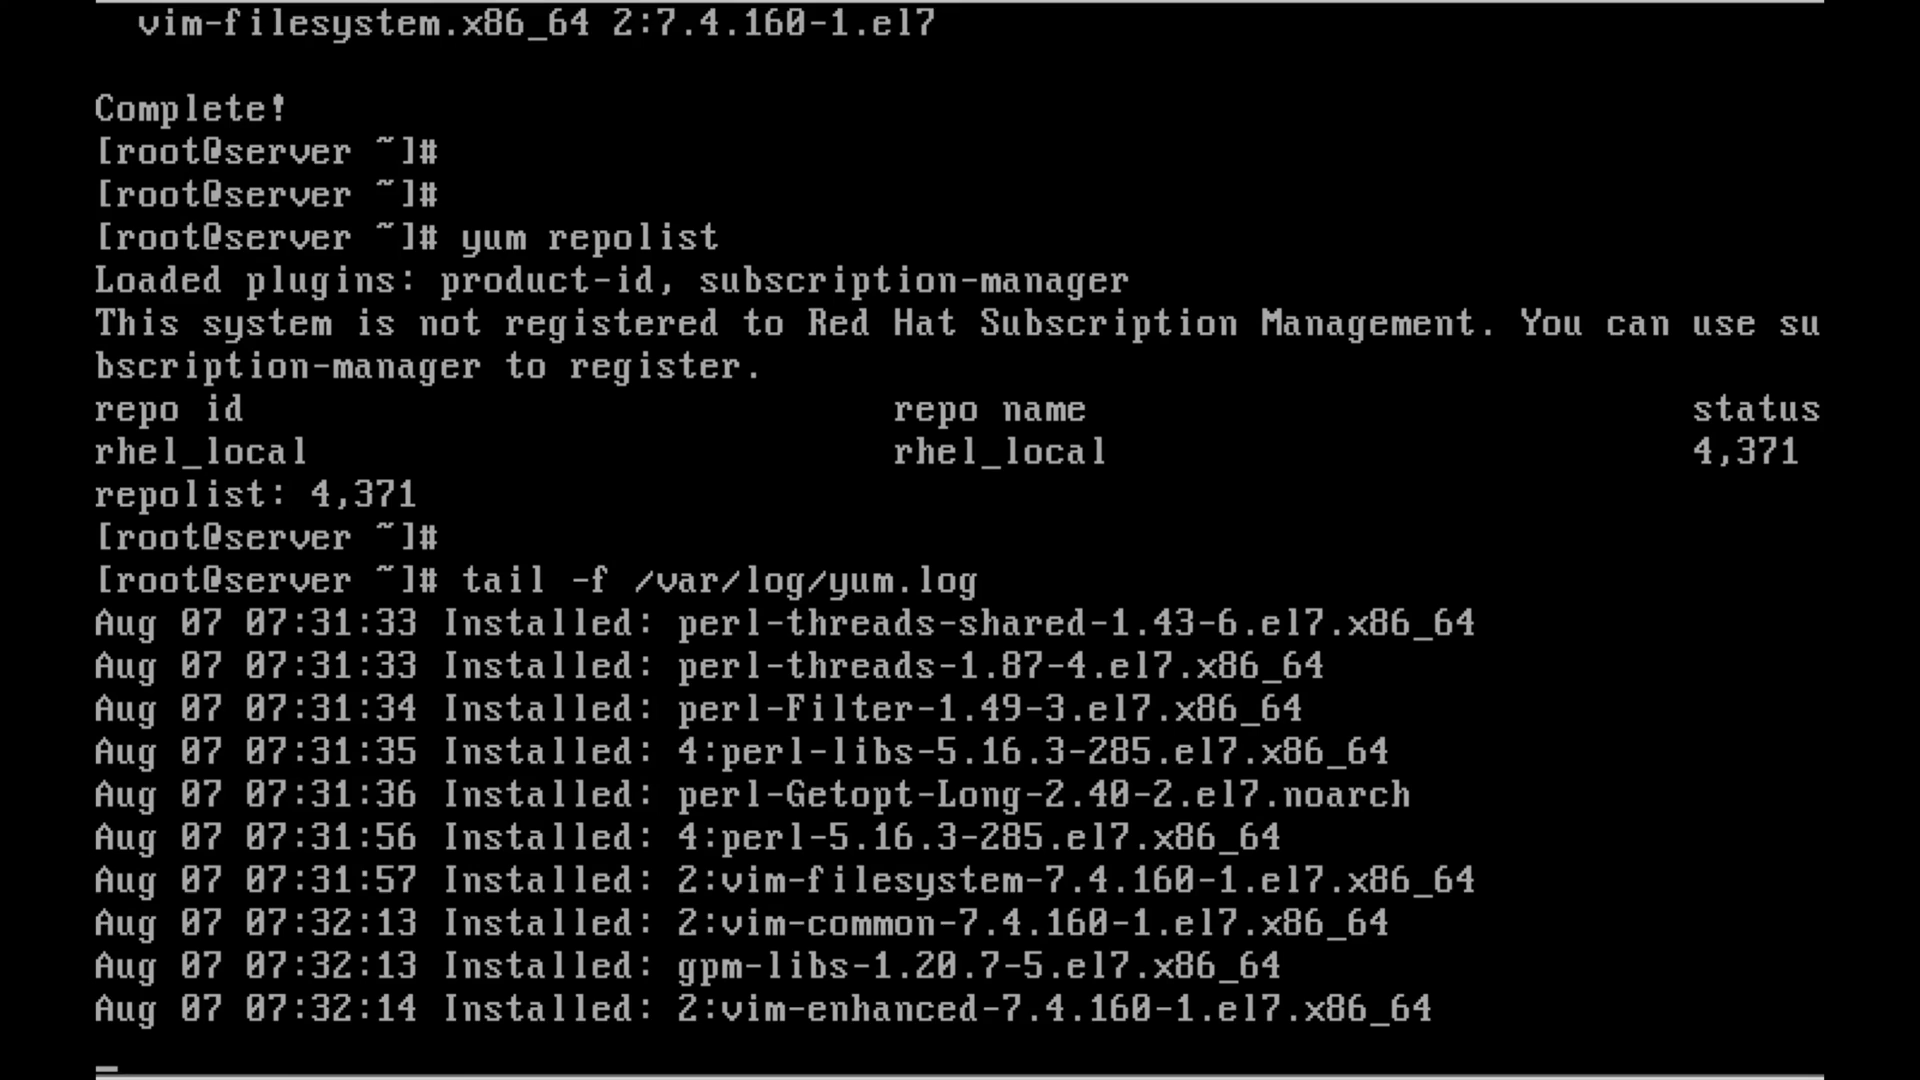 vim-filesystem.x86_64 2:7.4.160-1.el7
Complete!
[root@server ~]#
[root@server ~]#
[root@server ~]# yum repolist
Loaded plugins: product-id, subscription-manager
This system is not registered to Red Hat Subscription Management. You can use su
bscription-manager to register.
repo id repo name status
rhel_local rhel_local 4,371
repolist: 4,371
[root@server ~]#
[root@server ~]# tail -f /var/log/yum.log
Aug 07 07:31:33 Installed: perl-threads-shared-1.43-6.el7.x86_64
Aug 07 07:31:33 Installed: perl-threads-1.87-4.el7.x86_64
Aug 07 07:31:34 Installed: perl-Filter-1.49-3.el7.x86_64
Aug 07 07:31:35 Installed: 4:perl-libs-5.16.3-285.el7.x86_64
Aug 07 07:31:36 Installed: perl-Getopt-Long-2.40-2.el7.noarch
Aug 07 07:31:56 Installed: 4:perl-5.16.3-285.el7.x86_64
Aug 07 07:31:57 Installed: 2:vim-filesystem-7.4.160-1.el7.x86_64
Aug 07 07:32:13 Installed: 2:vim-common-7.4.160-1.el7.x86_64
Aug 07 07:32:13 Installed: gpm-libs-1.20.7-5.el7.x86_64
Aug 07 07:32:14 Installed: 2:vim-enhanced-7.4.160-1.el7.x86_64